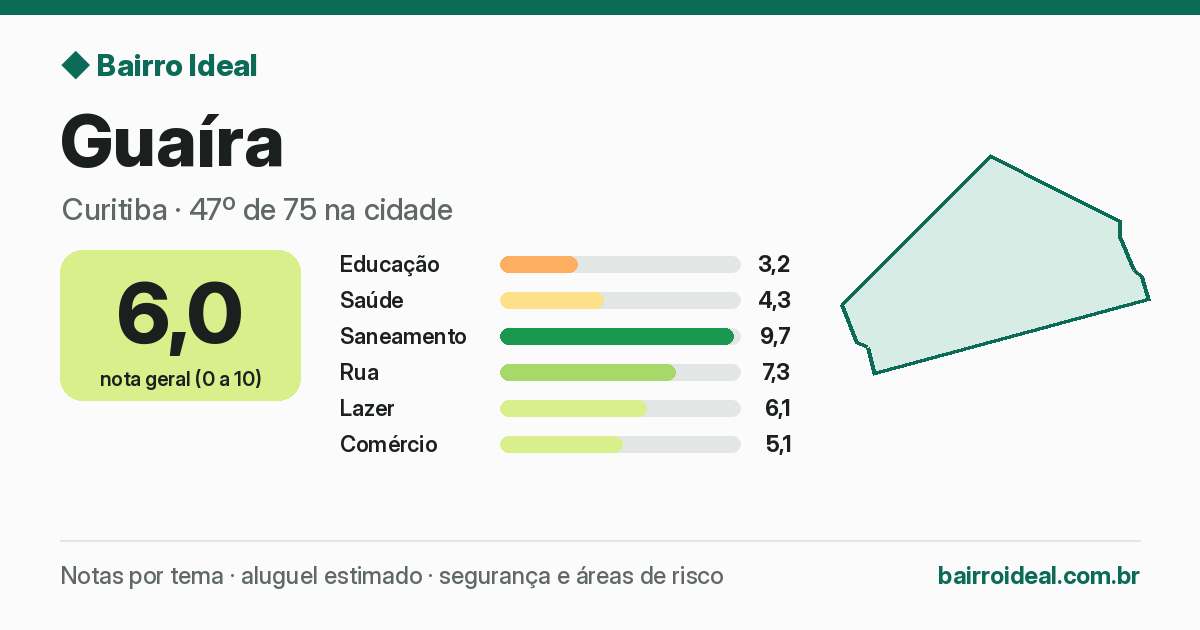 Bairro Ideal
Guaíra
Curitiba · 47º de 75 na cidade
6,0
nota geral (0 a 10)
Educação 3,2
Saúde 4,3
Saneamento 9,7
Rua 7,3
Lazer 6,1
Comércio 5,1
Notas por tema · aluguel estimado · segurança e áreas de risco
bairroideal.com.br